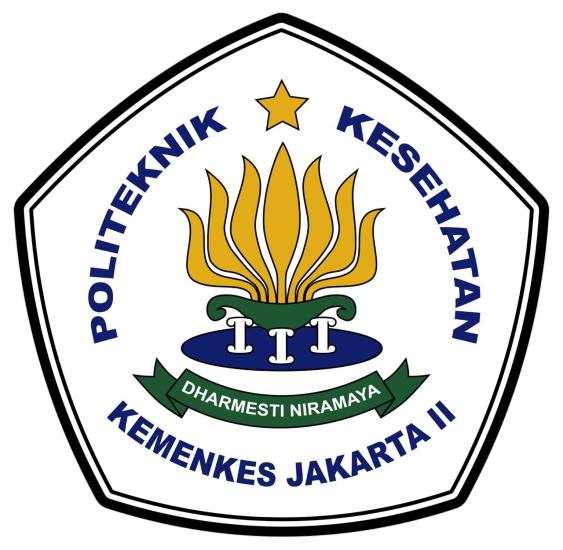 POLITEKNIK KESEHATAN
DHARMESTI NIRAMAYA
KEMENKES JAKARTA II